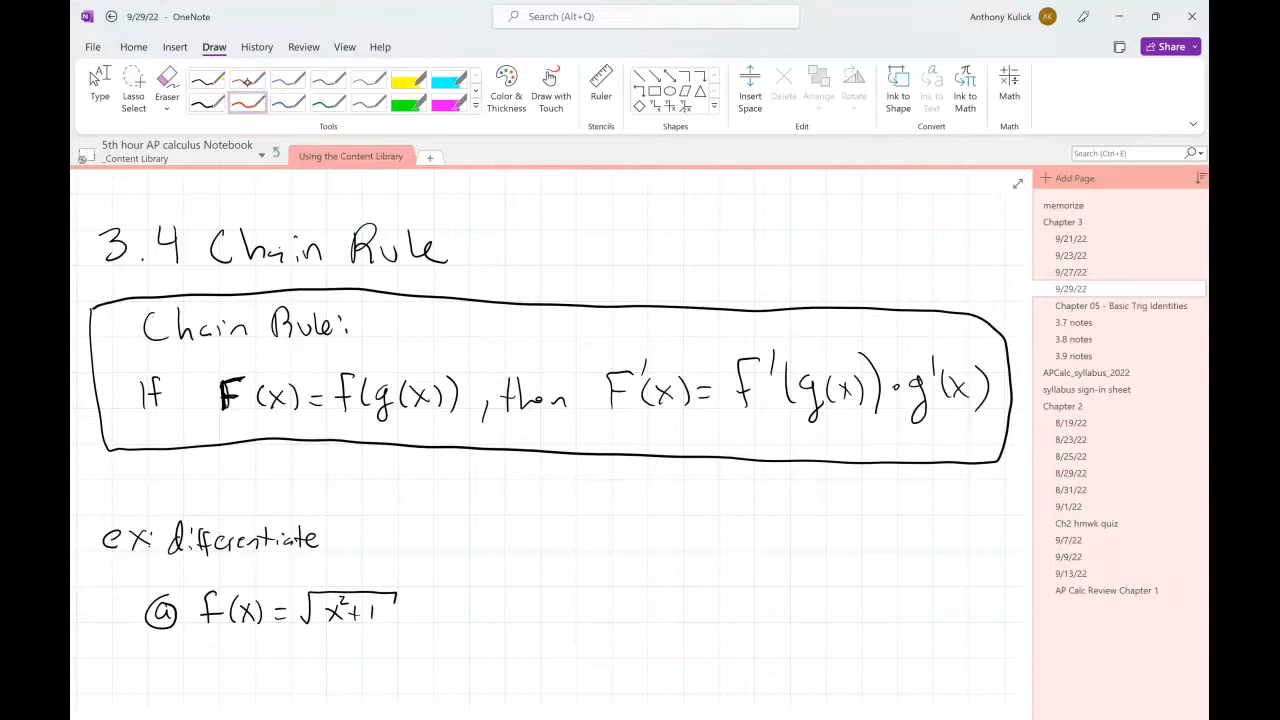 9/29/22 - OneNote
Search (Alt+Q)
Anthony Kulick
AK
File Home Insert Draw History Review View Help
Share
Type
Lasso Select
Eraser
Color & Thickness
Draw with Touch
Ruler
Insert Space
Delete
Arrange
Rotate
Ink to Shape
Ink to Text
Ink to Math
Math
Tools
Stencils
Shapes
Edit
Convert
Math
5th hour AP calculus Notebook
_Content Library
Using the Content Library
Search (Ctrl+E)
3.4 Chain Rule
Chain Rule:
If F(x) = f(g(x)), then F'(x) = f'(g(x)) • g'(x)
ex: differentiate
ⓐ f(x) = √(x²+1)
Add Page
memorize
Chapter 3
9/21/22
9/23/22
9/27/22
9/29/22
Chapter 05 - Basic Trig Identities
3.7 notes
3.8 notes
3.9 notes
APCalc_syllabus_2022
syllabus sign-in sheet
Chapter 2
8/19/22
8/23/22
8/25/22
8/29/22
8/31/22
9/1/22
Ch2 hmwk quiz
9/7/22
9/9/22
9/13/22
AP Calc Review Chapter 1